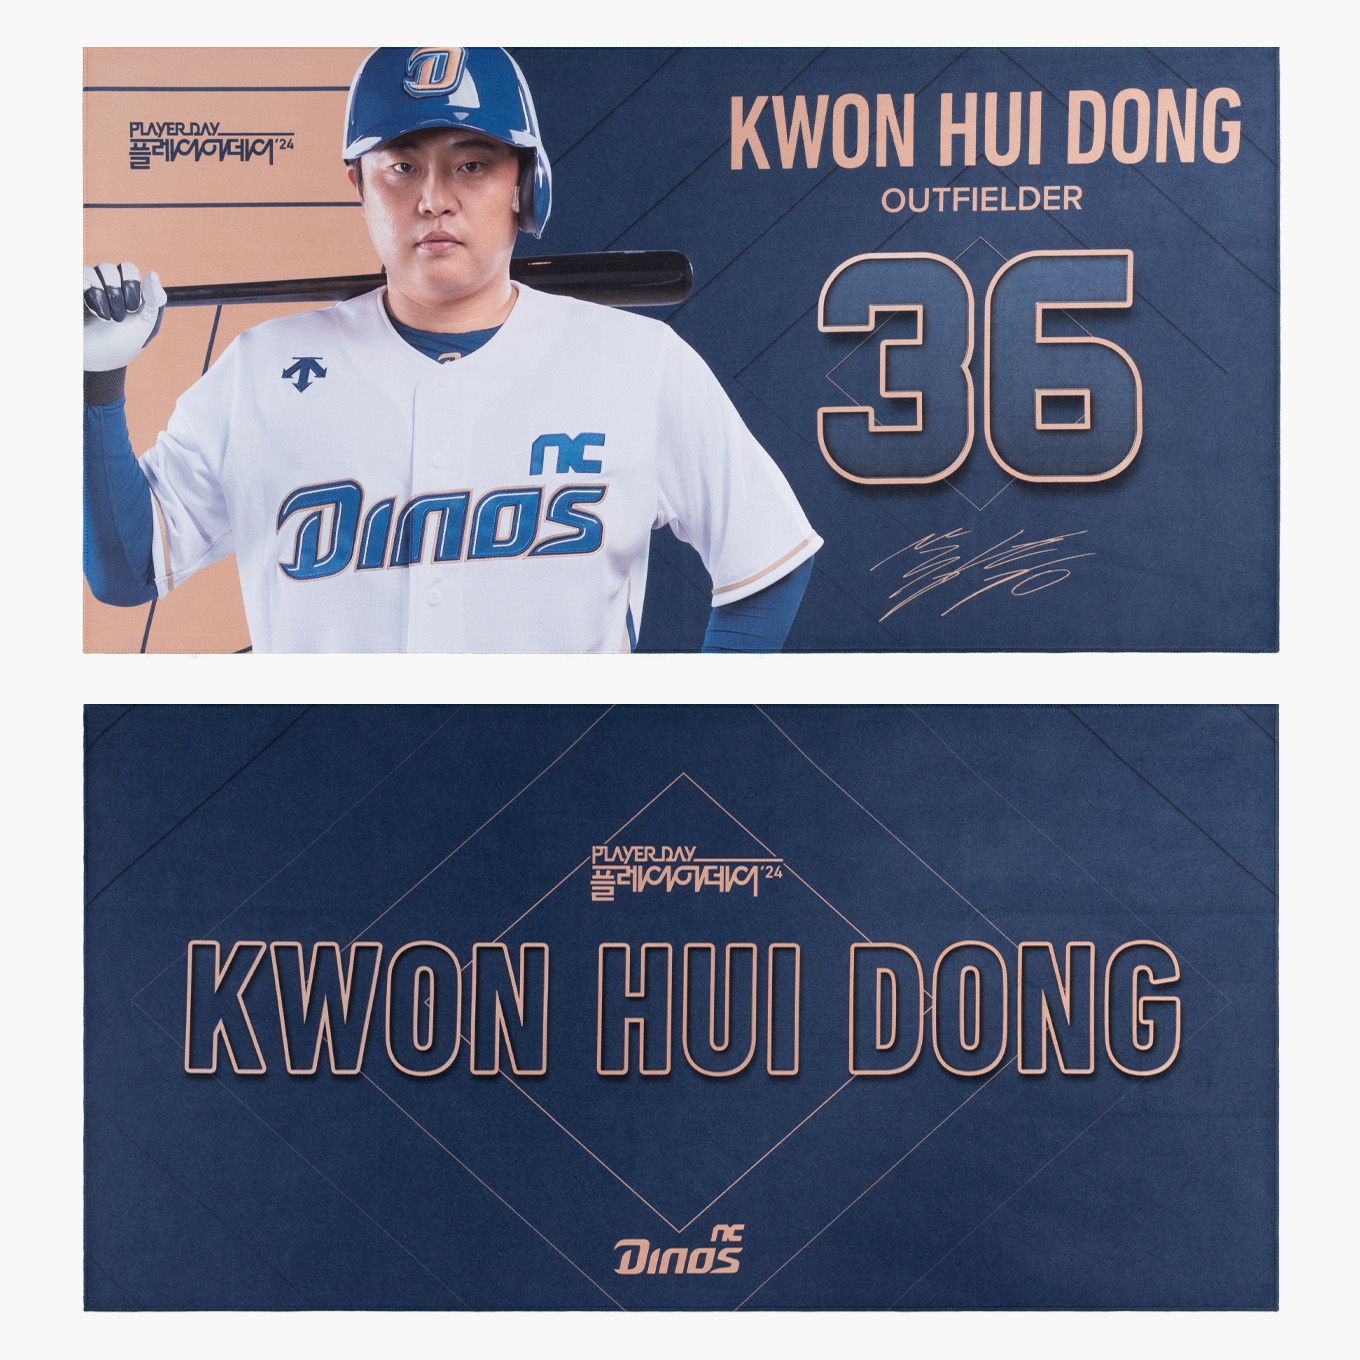 PLAYER DAY
플레이어데이'24
KWON HUI DONG
OUTFIELDER
36
D
NC
DINOS
PLAYER DAY
플레이어데이'24
KWON HUI DONG
NC
DINOS